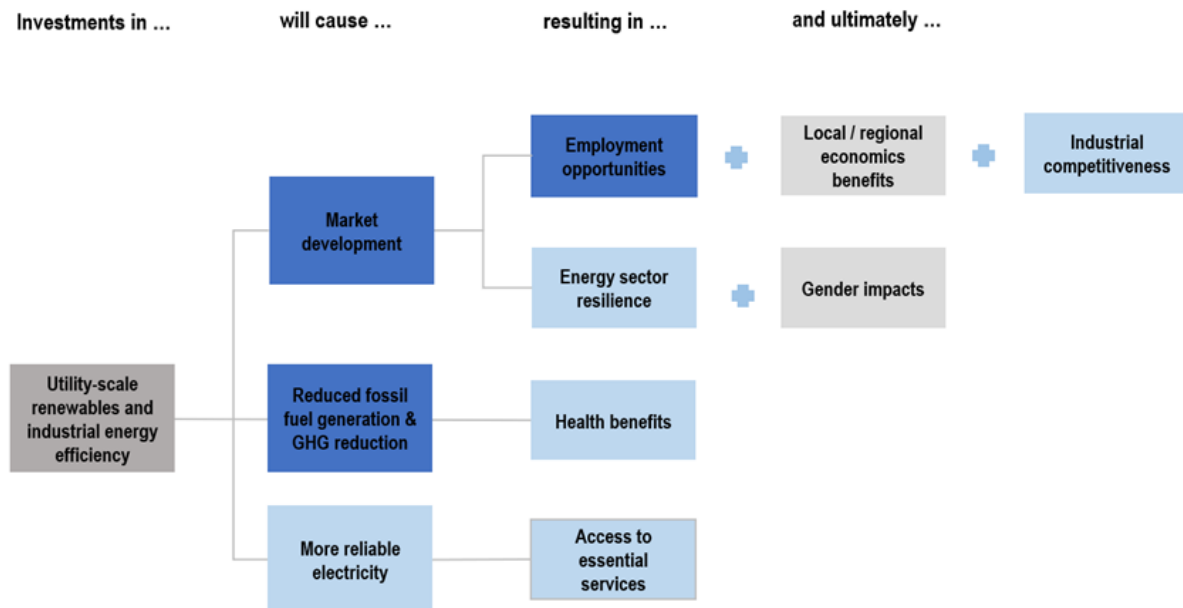 Investments in …
will cause …
resulting in …
and ultimately …
Employment
opportunities
Local / regional
economics
benefits
Industrial
competitiveness
Market
development
Energy sector
resilience
Gender impacts
Utility-scale
renewables and
industrial energy
efficiency
Reduced fossil
fuel generation &
GHG reduction
Health benefits
More reliable
electricity
Access to
essential
services